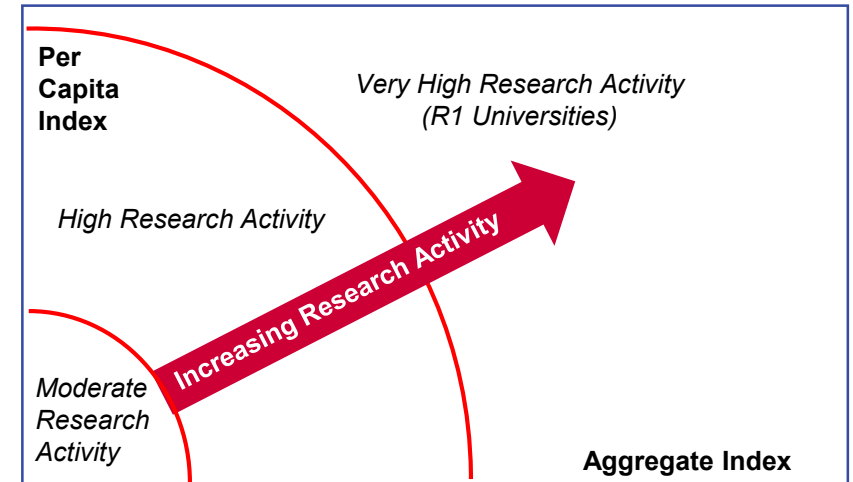 Per
Capita
Index
Very High Research Activity
(R1 Universities)
High Research Activity
Increasing Research Activity
Moderate
Research
Activity
Aggregate Index